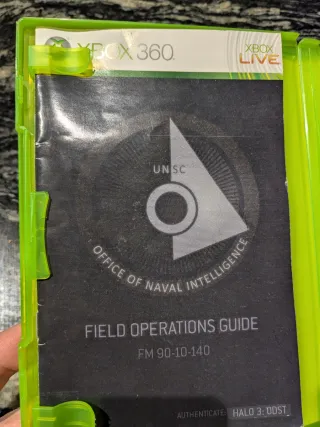 XBOX 360.
XBOX
LIVE
UNSC
OFFICE OF NAVAL INTELLIGENCE
FIELD OPERATIONS GUIDE
FM 90-10-140
AUTHENTICATE HALO 3: ODST